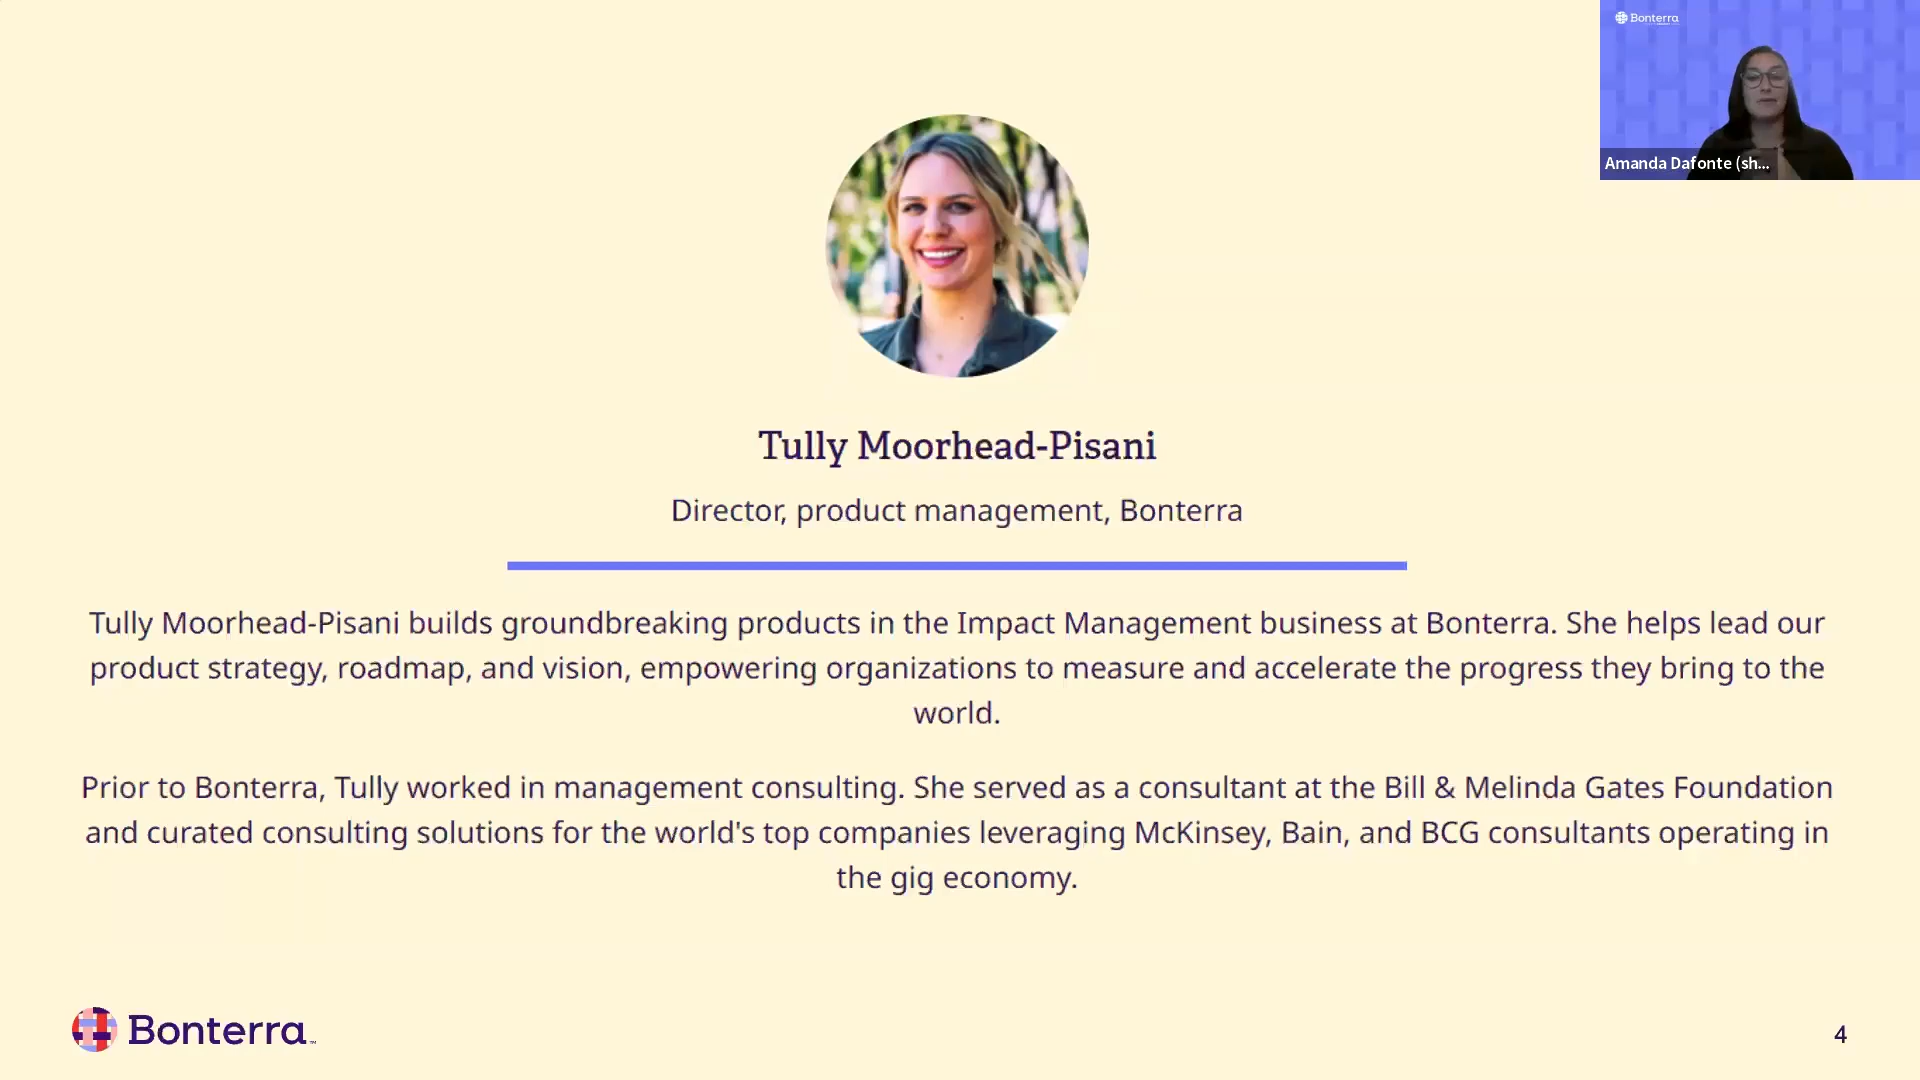 Bonterra
Amanda Dafonte (sh...
Tully Moorhead-Pisani
Director, product management, Bonterra
Tully Moorhead-Pisani builds groundbreaking products in the Impact Management business at Bonterra. She helps lead our
product strategy, roadmap, and vision, empowering organizations to measure and accelerate the progress they bring to the
world.
Prior to Bonterra, Tully worked in management consulting. She served as a consultant at the Bill & Melinda Gates Foundation
and curated consulting solutions for the world's top companies leveraging McKinsey, Bain, and BCG consultants operating in
the gig economy.
Bonterra™
4